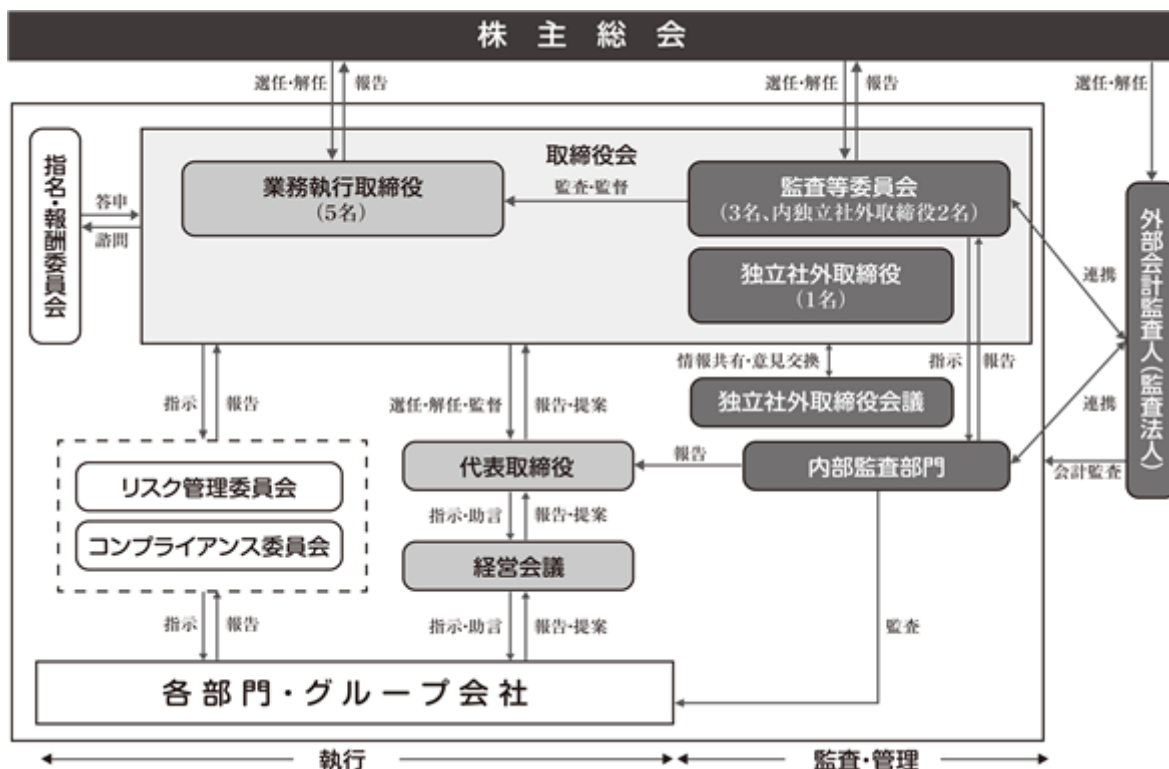 株主総会
選任・解任
報告
選任・解任
報告
選任・解任
指名・報酬委員会
答申
諮問
取締役会
業務執行取締役
(5名)
監査・監督
監査等委員会
(3名、内独立社外取締役2名)
独立社外取締役
(1名)
外部会計監査人(監査法人)
連携
連携
会計監査
指示
報告
選任・解任・監督
報告・提案
情報共有・意見交換
指示
報告
独立社外取締役会議
代表取締役
報告
内部監査部門
リスク管理委員会
コンプライアンス委員会
指示・助言
報告・提案
経営会議
指示
報告
指示・助言
報告・提案
監査
各部門・グループ会社
執行
監査・管理